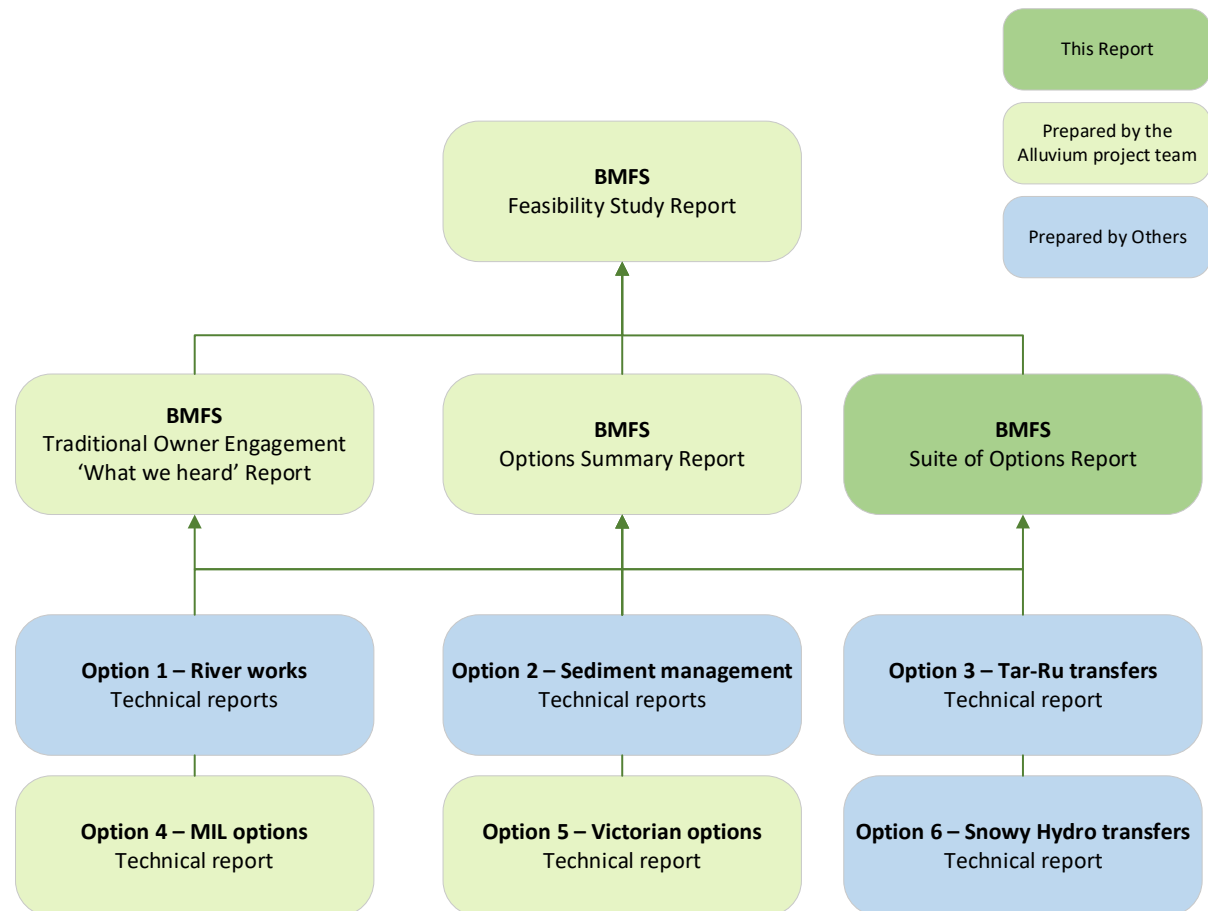 This Report
Prepared by the
Alluvium project team
Prepared by Others
BMFS
Feasibility Study Report
BMFS
Traditional Owner Engagement
‘What we heard’ Report
BMFS
Options Summary Report
BMFS
Suite of Options Report
Option 1 – River works
Technical reports
Option 2 – Sediment management
Technical reports
Option 3 – Tar-Ru transfers
Technical report
Option 4 – MIL options
Technical report
Option 5 – Victorian options
Technical report
Option 6 – Snowy Hydro transfers
Technical report